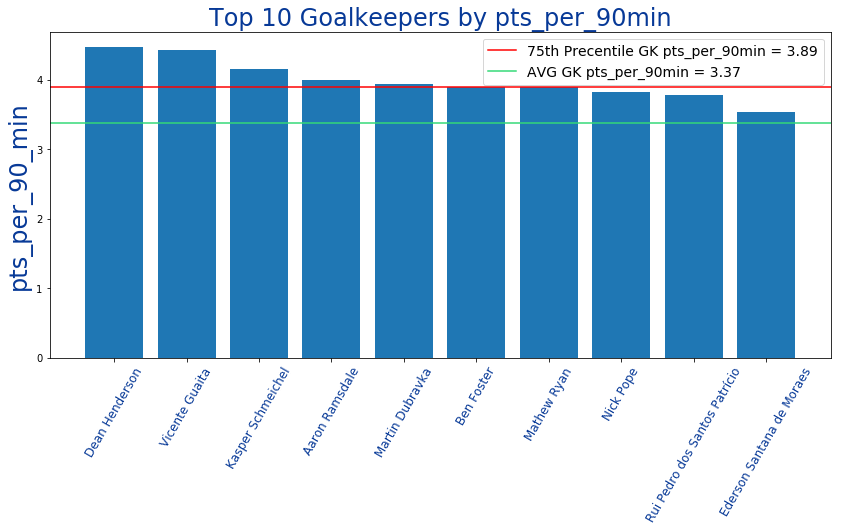 Top 10 Goalkeepers by pts_per_90min
75th Precentile GK pts_per_90min = 3.89
AVG GK pts_per_90min = 3.37
pts_per_90_min
4
3
2
1
0
Dean Henderson
Vicente Guaita
Kasper Schmeichel
Aaron Ramsdale
Martin Dubravka
Ben Foster
Mathew Ryan
Nick Pope
Rui Pedro dos Santos Patrício
Ederson Santana de Moraes